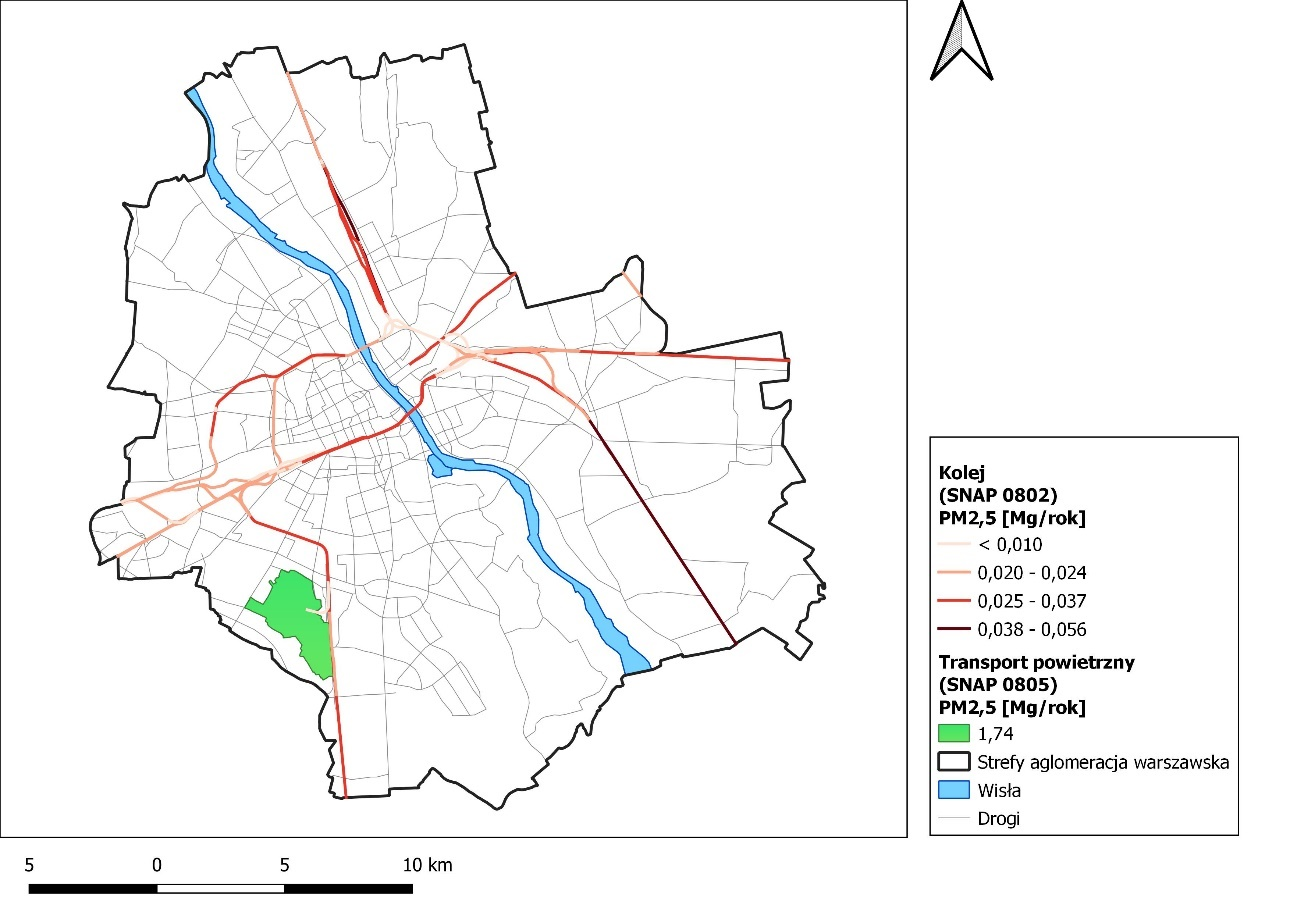 Kolej
(SNAP 0802)
PM2,5 [Mg/rok]
< 0,010
0,020 - 0,024
0,025 - 0,037
0,038 - 0,056
Transport powietrzny
(SNAP 0805)
PM2,5 [Mg/rok]
1,74
Strefy aglomeracja warszawska
Wisła
Drogi
5 0 5 10 km